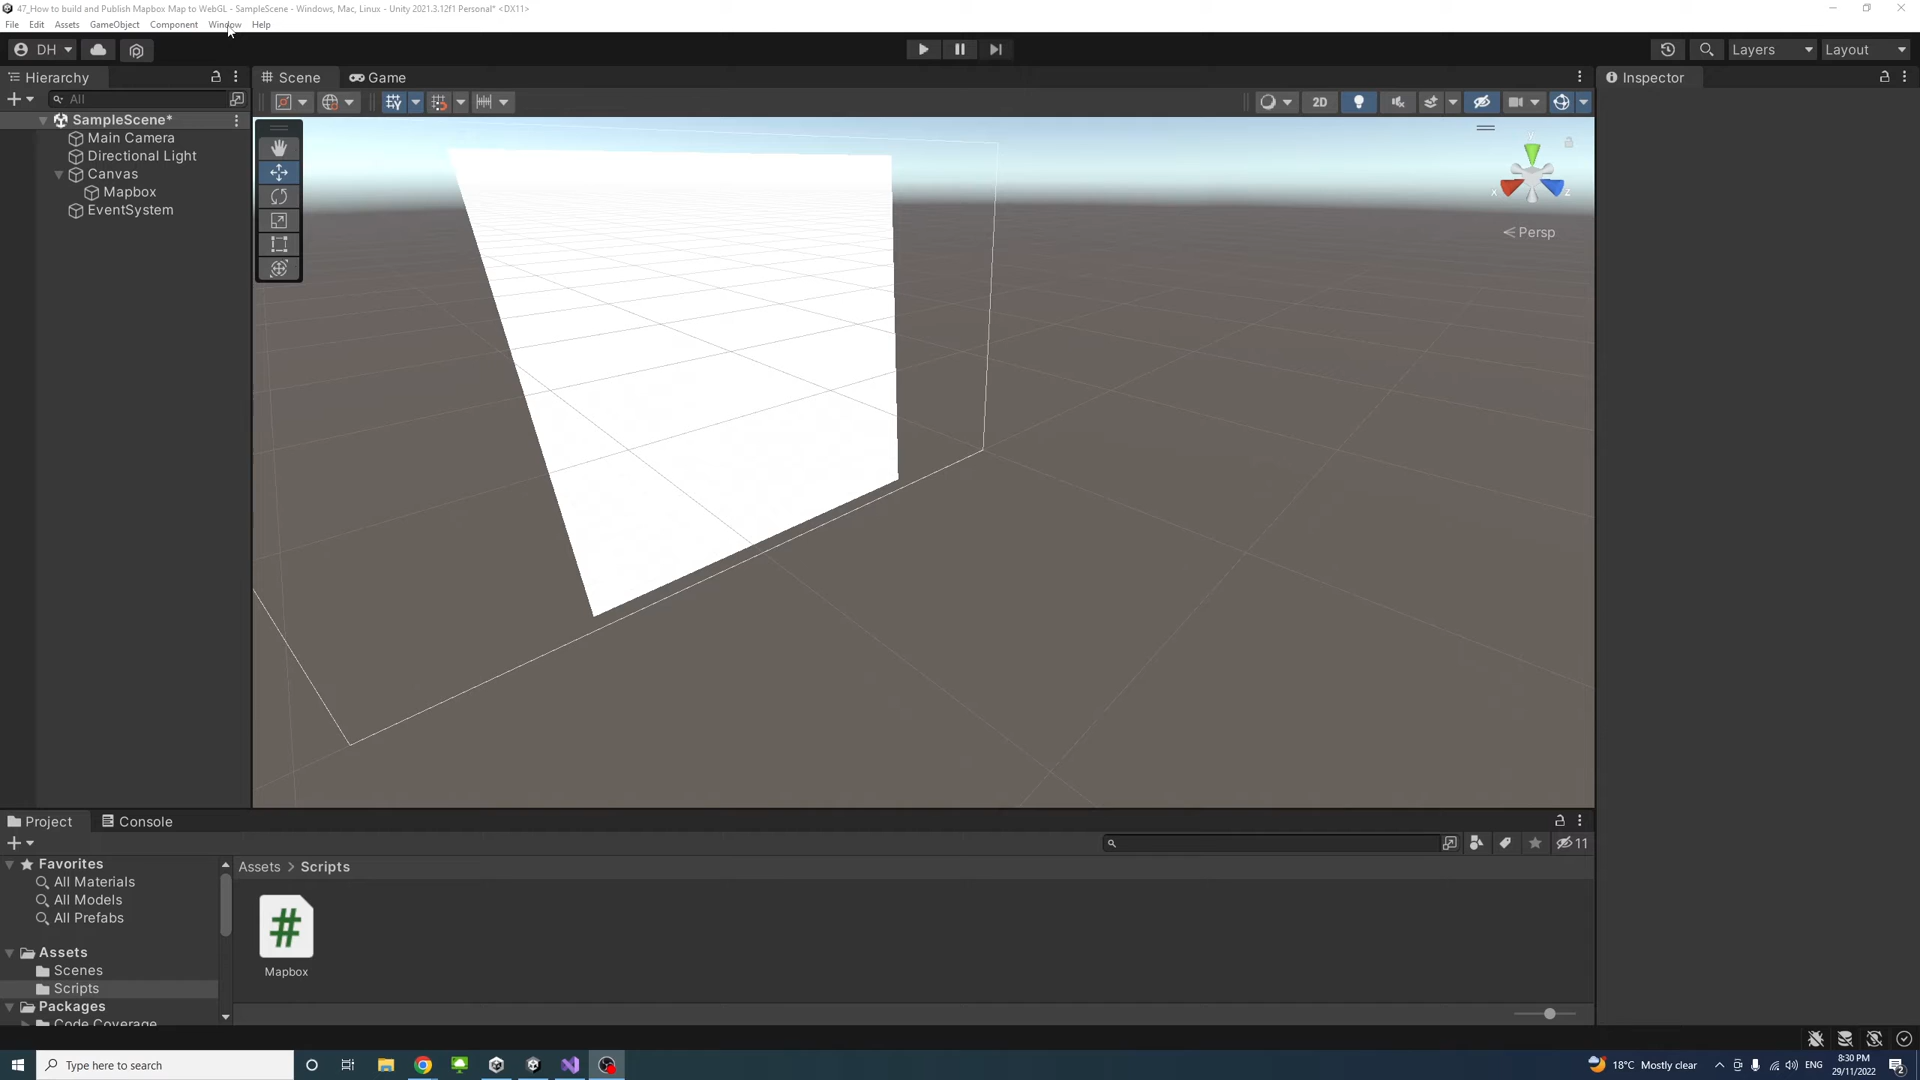 47_How to build and Publish Mapbox Map to WebGL - SampleScene - Windows, Mac, Linux - Unity 2021.3.12f1 Personal* <DX11>
File Edit Assets GameObject Component Window Help
DH Layers Layout
Hierarchy Scene Game Inspector
All 2D
SampleScene*
Main Camera
Directional Light
Canvas
Mapbox
EventSystem
Y
X Z
Persp
Project Console
11
Favorites
All Materials
All Models
All Prefabs
Assets
Scenes
Scripts
Packages
Code Coverage
Assets > Scripts
#
Mapbox
Type here to search
18°C Mostly clear ENG
8:30 PM
29/11/2022
2